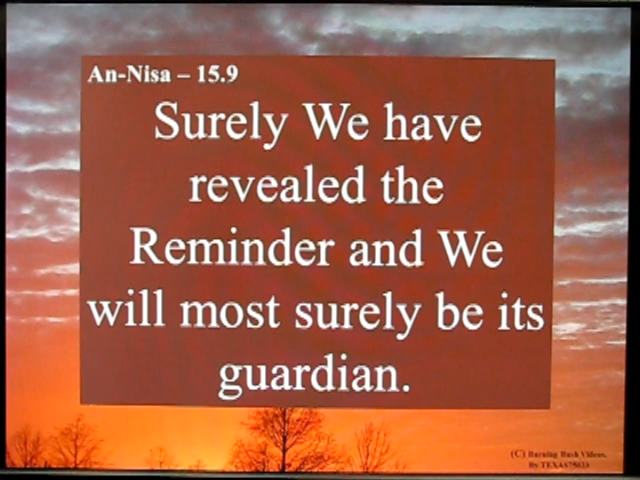 An-Nisa – 15.9
Surely We have
revealed the
Reminder and We
will most surely be its
guardian.
(C) Burning Bush Videos,
By